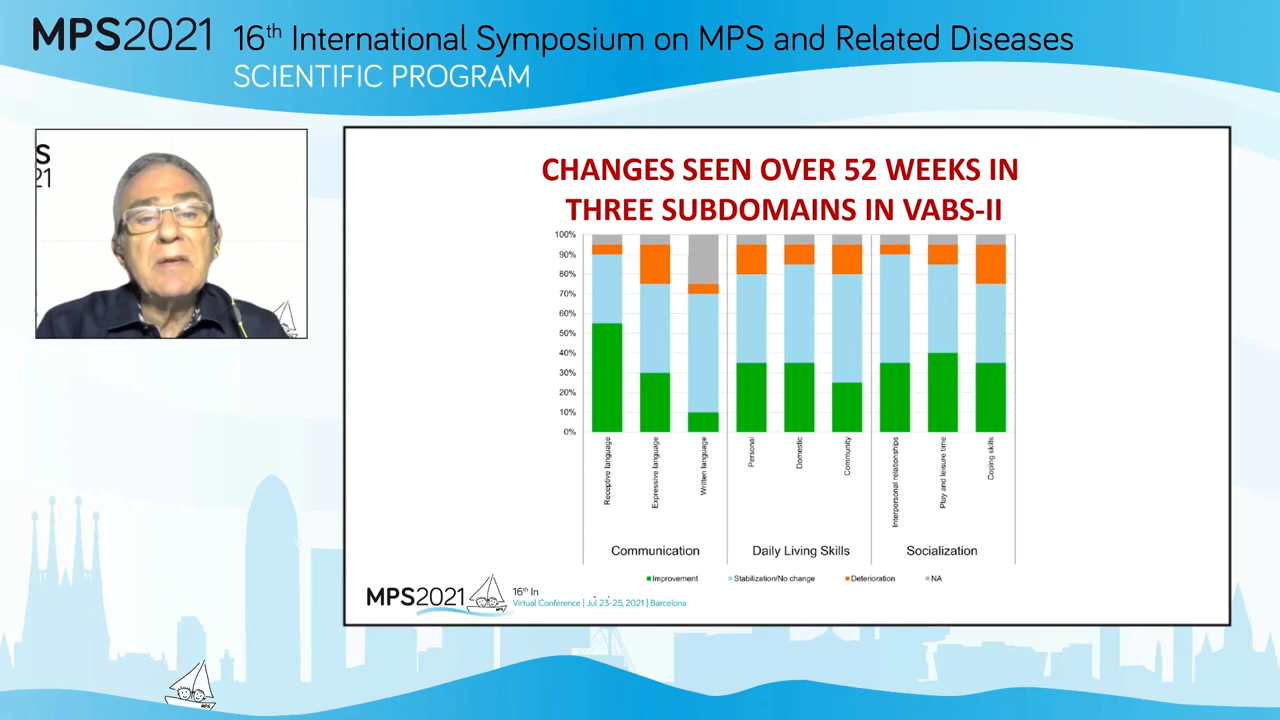 MPS2021 16th International Symposium on MPS and Related Diseases
SCIENTIFIC PROGRAM
S
21
CHANGES SEEN OVER 52 WEEKS IN
THREE SUBDOMAINS IN VABS-II
100%
90%
80%
70%
60%
50%
40%
30%
20%
10%
0%
Receptive language
Expressive language
Written language
Personal
Domestic
Community
Interpersonal relationships
Play and leisure time
Coping skills
Communication
Daily Living Skills
Socialization
Improvement
Stabilization/No change
Deterioration
NA
MPS2021
MPS
16th In
Virtual Conference | Jul 23-25, 2021 | Barcelona
MPS